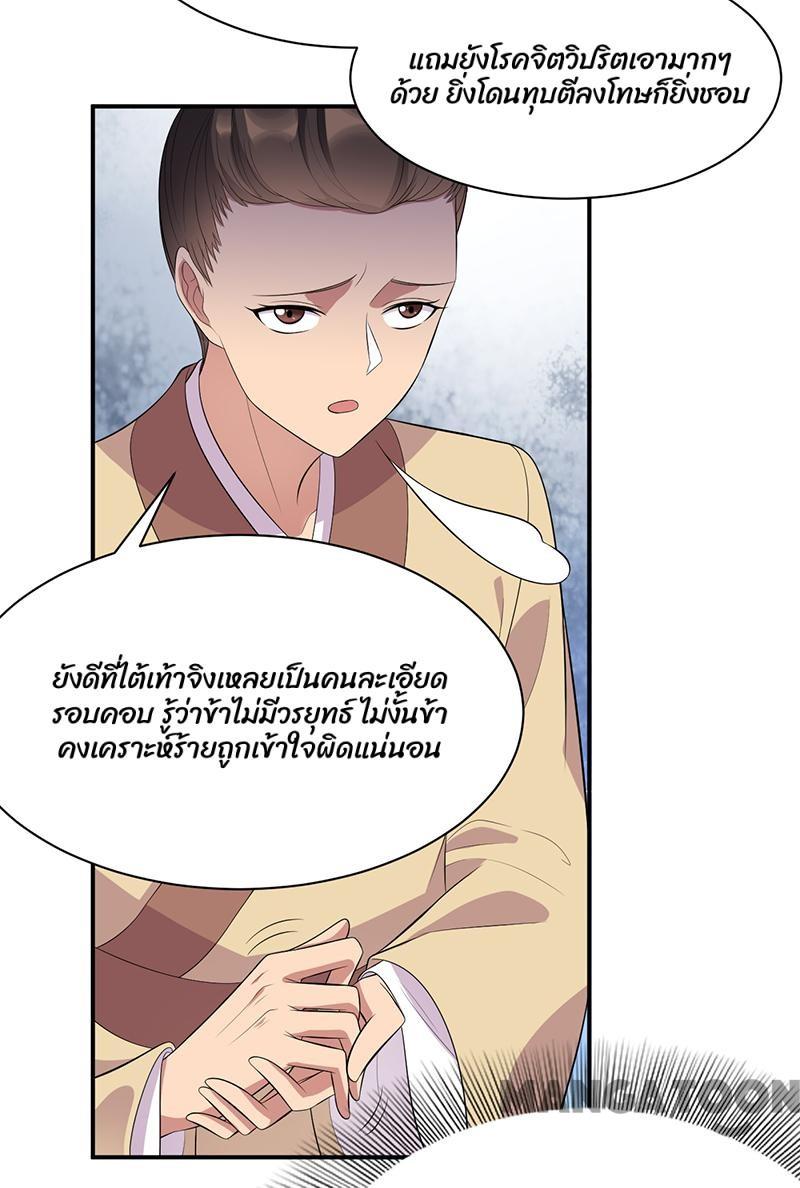 แถมยังโรคจิตวิปริตเอามากๆ
ด้วย ยิ่งโดนทุบตีลงโทษก็ยิ่งชอบ
ยังดีที่ใต้เท้าจิงเหลยเป็นคนละเอียด
รอบคอบ รู้ว่าข้าไม่มีวรยุทธ์ ไม่งั้นข้า
คงเคราะห์ร้ายถูกเข้าใจผิดแน่นอน
MANGATOON